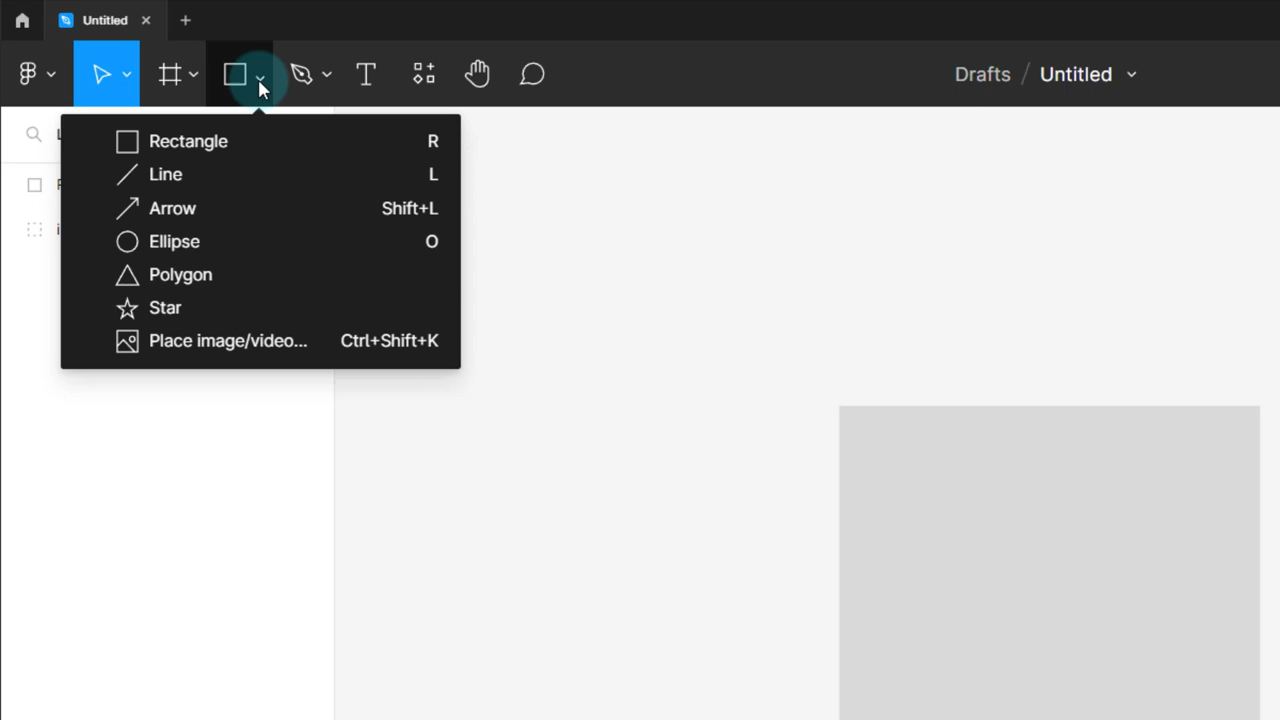 Untitled
Drafts / Untitled
Rectangle R
Line L
Arrow Shift+L
Ellipse O
Polygon
Star
Place image/video... Ctrl+Shift+K